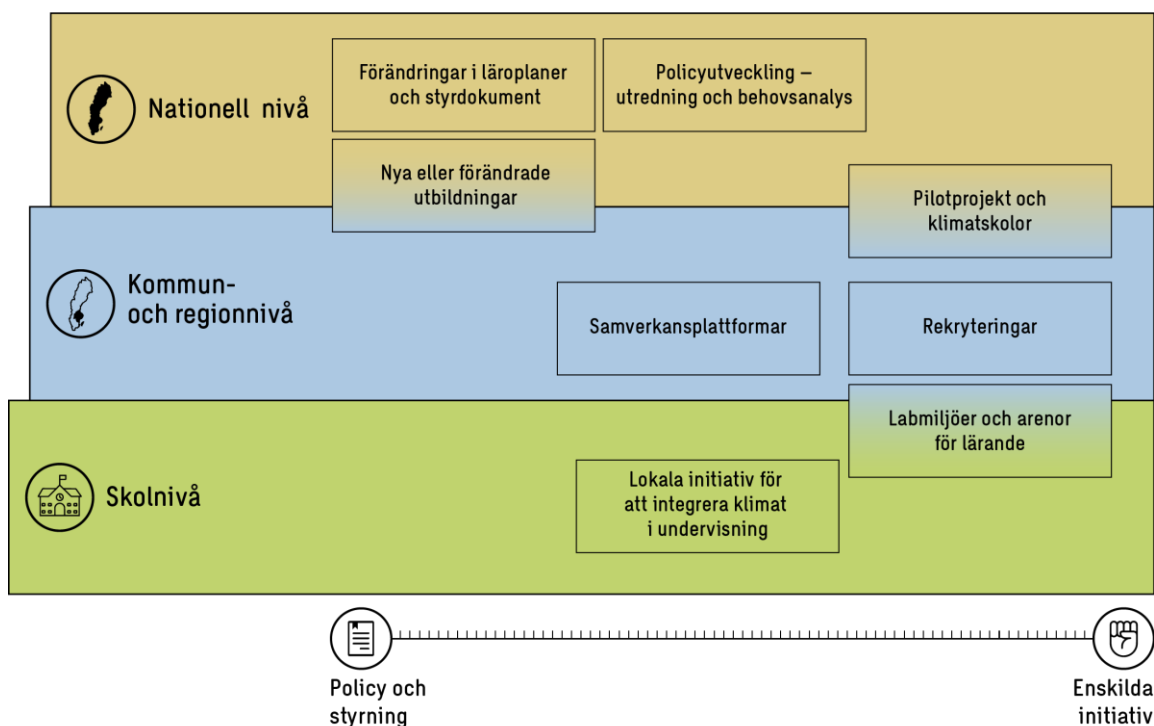 Nationell nivå
Förändringar i läroplaner
och styrdokument
Policyutveckling –
utredning och behovsanalys
Nya eller förändrade
utbildningar
Pilotprojekt och
klimatskolor
Kommun-
och regionnivå
Samverkansplattformar
Rekryteringar
Labmiljöer och arenor
för lärande
Skolnivå
Lokala initiativ för
att integrera klimat
i undervisning
Policy och
styrning
Enskilda
initiativ